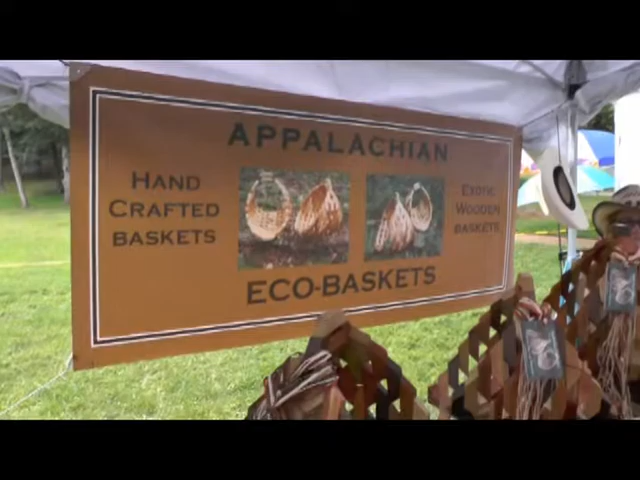 APPALACHIAN
HAND
CRAFTED
BASKETS
EXOTIC
WOODEN
BASKETS
ECO-BASKETS